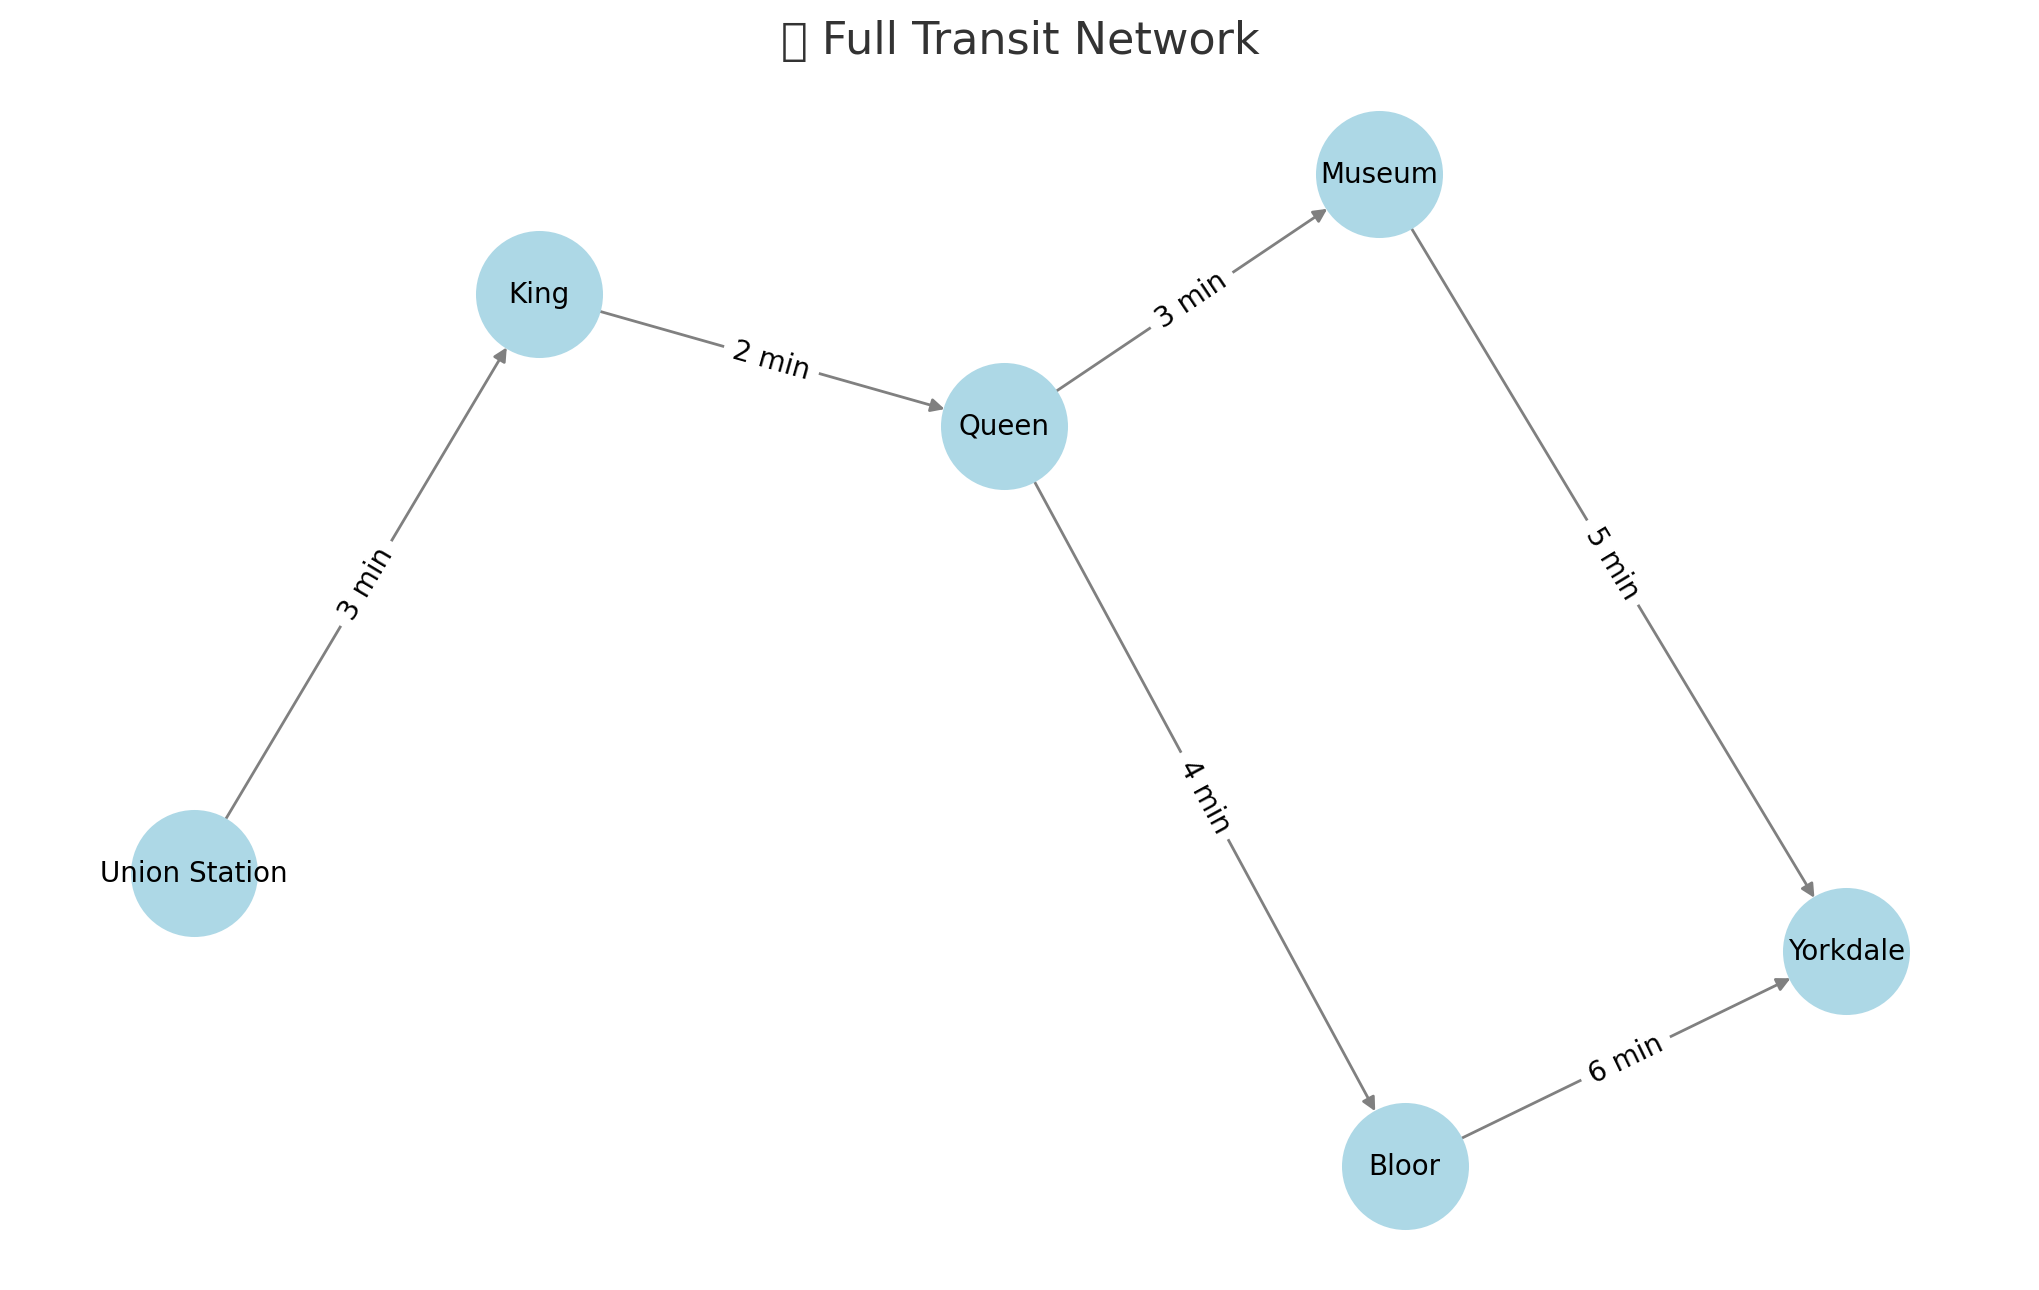 Full Transit Network
Museum
King
3 min
2 min
Queen
5 min
3 min
4 min
Union Station
Yorkdale
6 min
Bloor